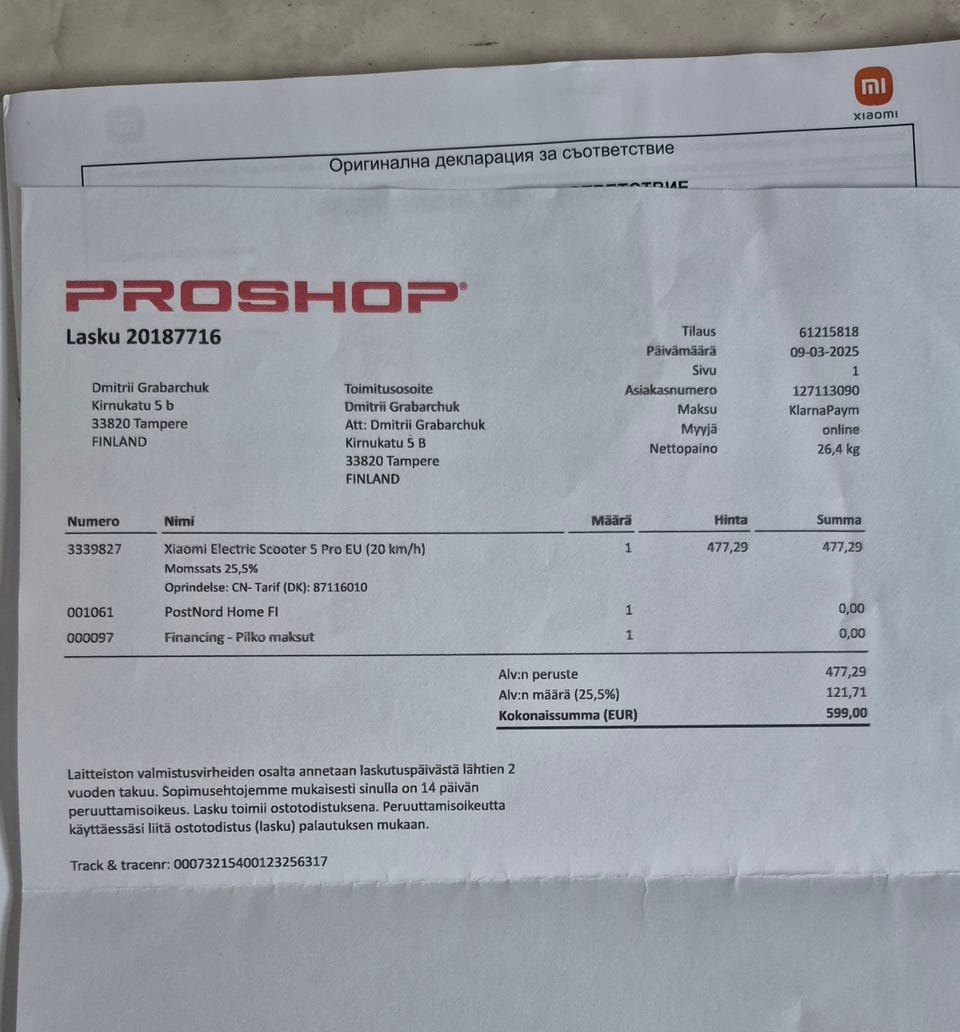 mi
xiaomi
Оригинална декларация за съответствие
PROSHOP®
Lasku 20187716
Tilaus 61215818
Päivämäärä 09-03-2025
Sivu 1
Asiakasnumero 127113090
Maksu KlarnaPaym
Myyjä online
Nettopaino 26,4 kg
Dmitrii Grabarchuk
Kirnukatu 5 b
33820 Tampere
FINLAND
Toimitusosoite
Dmitrii Grabarchuk
Att: Dmitrii Grabarchuk
Kirnukatu 5 B
33820 Tampere
FINLAND
Numero Nimi Määrä Hinta Summa
3339827 Xiaomi Electric Scooter 5 Pro EU (20 km/h) 1 477,29 477,29
Momssats 25,5%
Oprindelse: CN- Tarif (DK): 87116010
001061 PostNord Home FI 1 0,00
000097 Financing - Pilko maksut 1 0,00
Alv:n peruste 477,29
Alv:n määrä (25,5%) 121,71
Kokonaissumma (EUR) 599,00
Laitteiston valmistusvirheiden osalta annetaan laskutuspäivästä lähtien 2
vuoden takuu. Sopimusehtojemme mukaisesti sinulla on 14 päivän
peruuttamisoikeus. Lasku toimii ostotodistuksena. Peruuttamisoikeutta
käyttäessäsi liitä ostotodistus (lasku) palautuksen mukaan.
Track & tracenr: 00073215400123256317